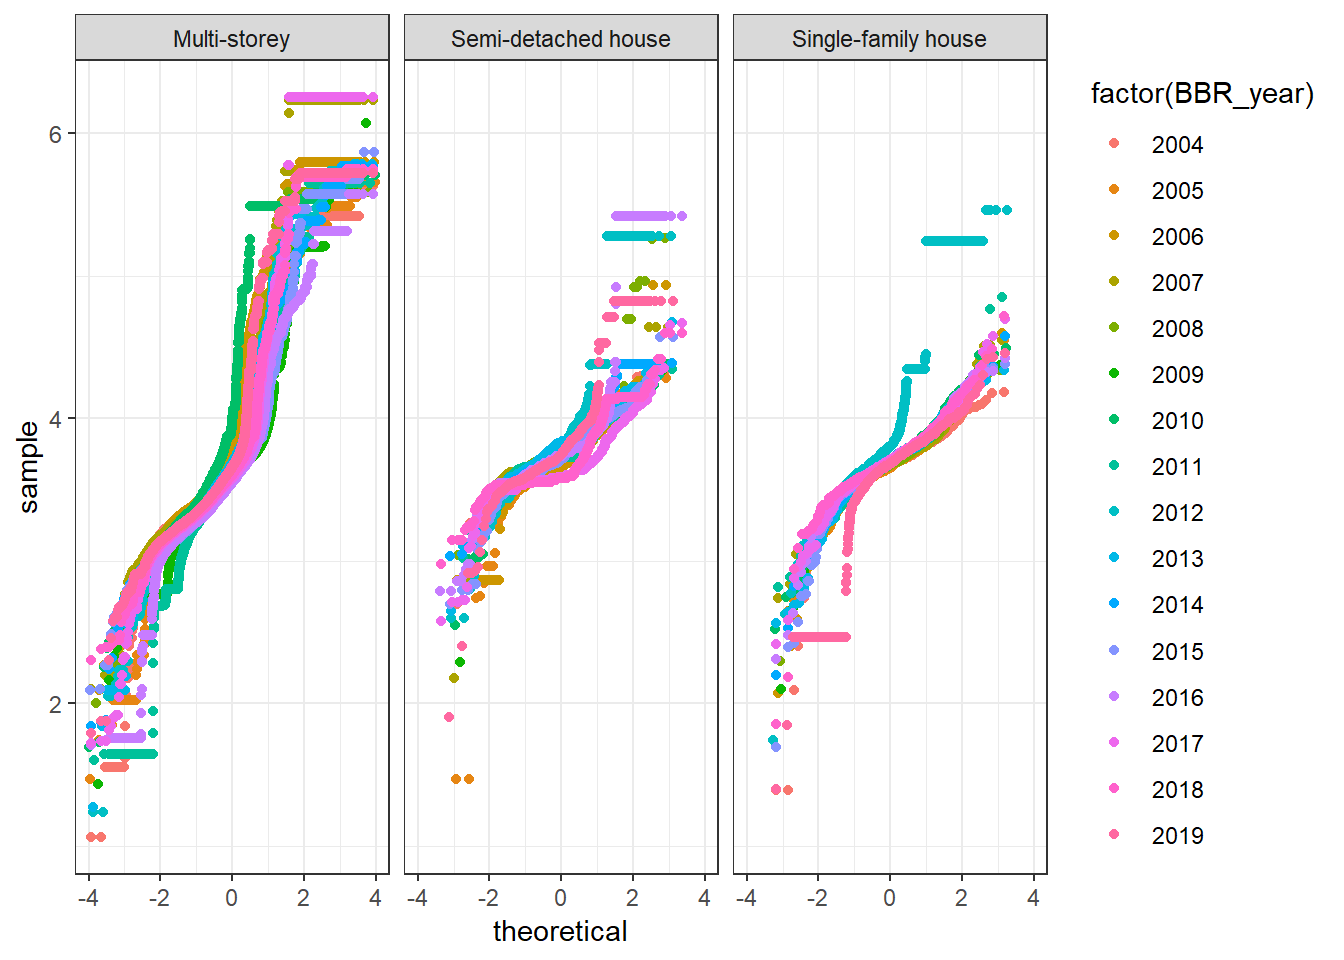 Multi-storey
Semi-detached house
Single-family house
6
4
2
sample
-4 -2 0 2 4
-4 -2 0 2 4
-4 -2 0 2 4
theoretical
factor(BBR_year)
2004
2005
2006
2007
2008
2009
2010
2011
2012
2013
2014
2015
2016
2017
2018
2019